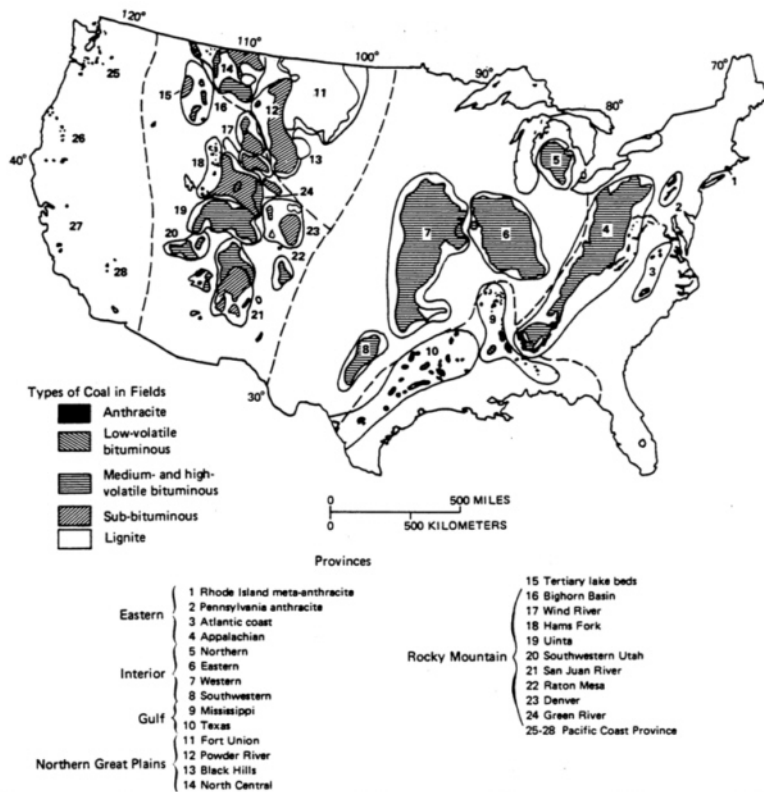 120°
110°
100°
90°
80°
70°
25
14
15
16
12
11
17
26
18
13
40°
24
19
23
27
20
22
28
21
5
1
2
7
6
4
3
9
8
10
30°
Types of Coal in Fields
Anthracite
Low-volatile
bituminous
Medium- and high-
volatile bituminous
Sub-bituminous
Lignite
0 500 MILES
0 500 KILOMETERS
Provinces
Eastern
1 Rhode Island meta-anthracite
2 Pennsylvania anthracite
3 Atlantic coast
4 Appalachian
Interior
5 Northern
6 Eastern
7 Western
8 Southwestern
Gulf
9 Mississippi
10 Texas
Northern Great Plains
11 Fort Union
12 Powder River
13 Black Hills
14 North Central
Rocky Mountain
15 Tertiary lake beds
16 Bighorn Basin
17 Wind River
18 Hams Fork
19 Uinta
20 Southwestern Utah
21 San Juan River
22 Raton Mesa
23 Denver
24 Green River
25-28 Pacific Coast Province